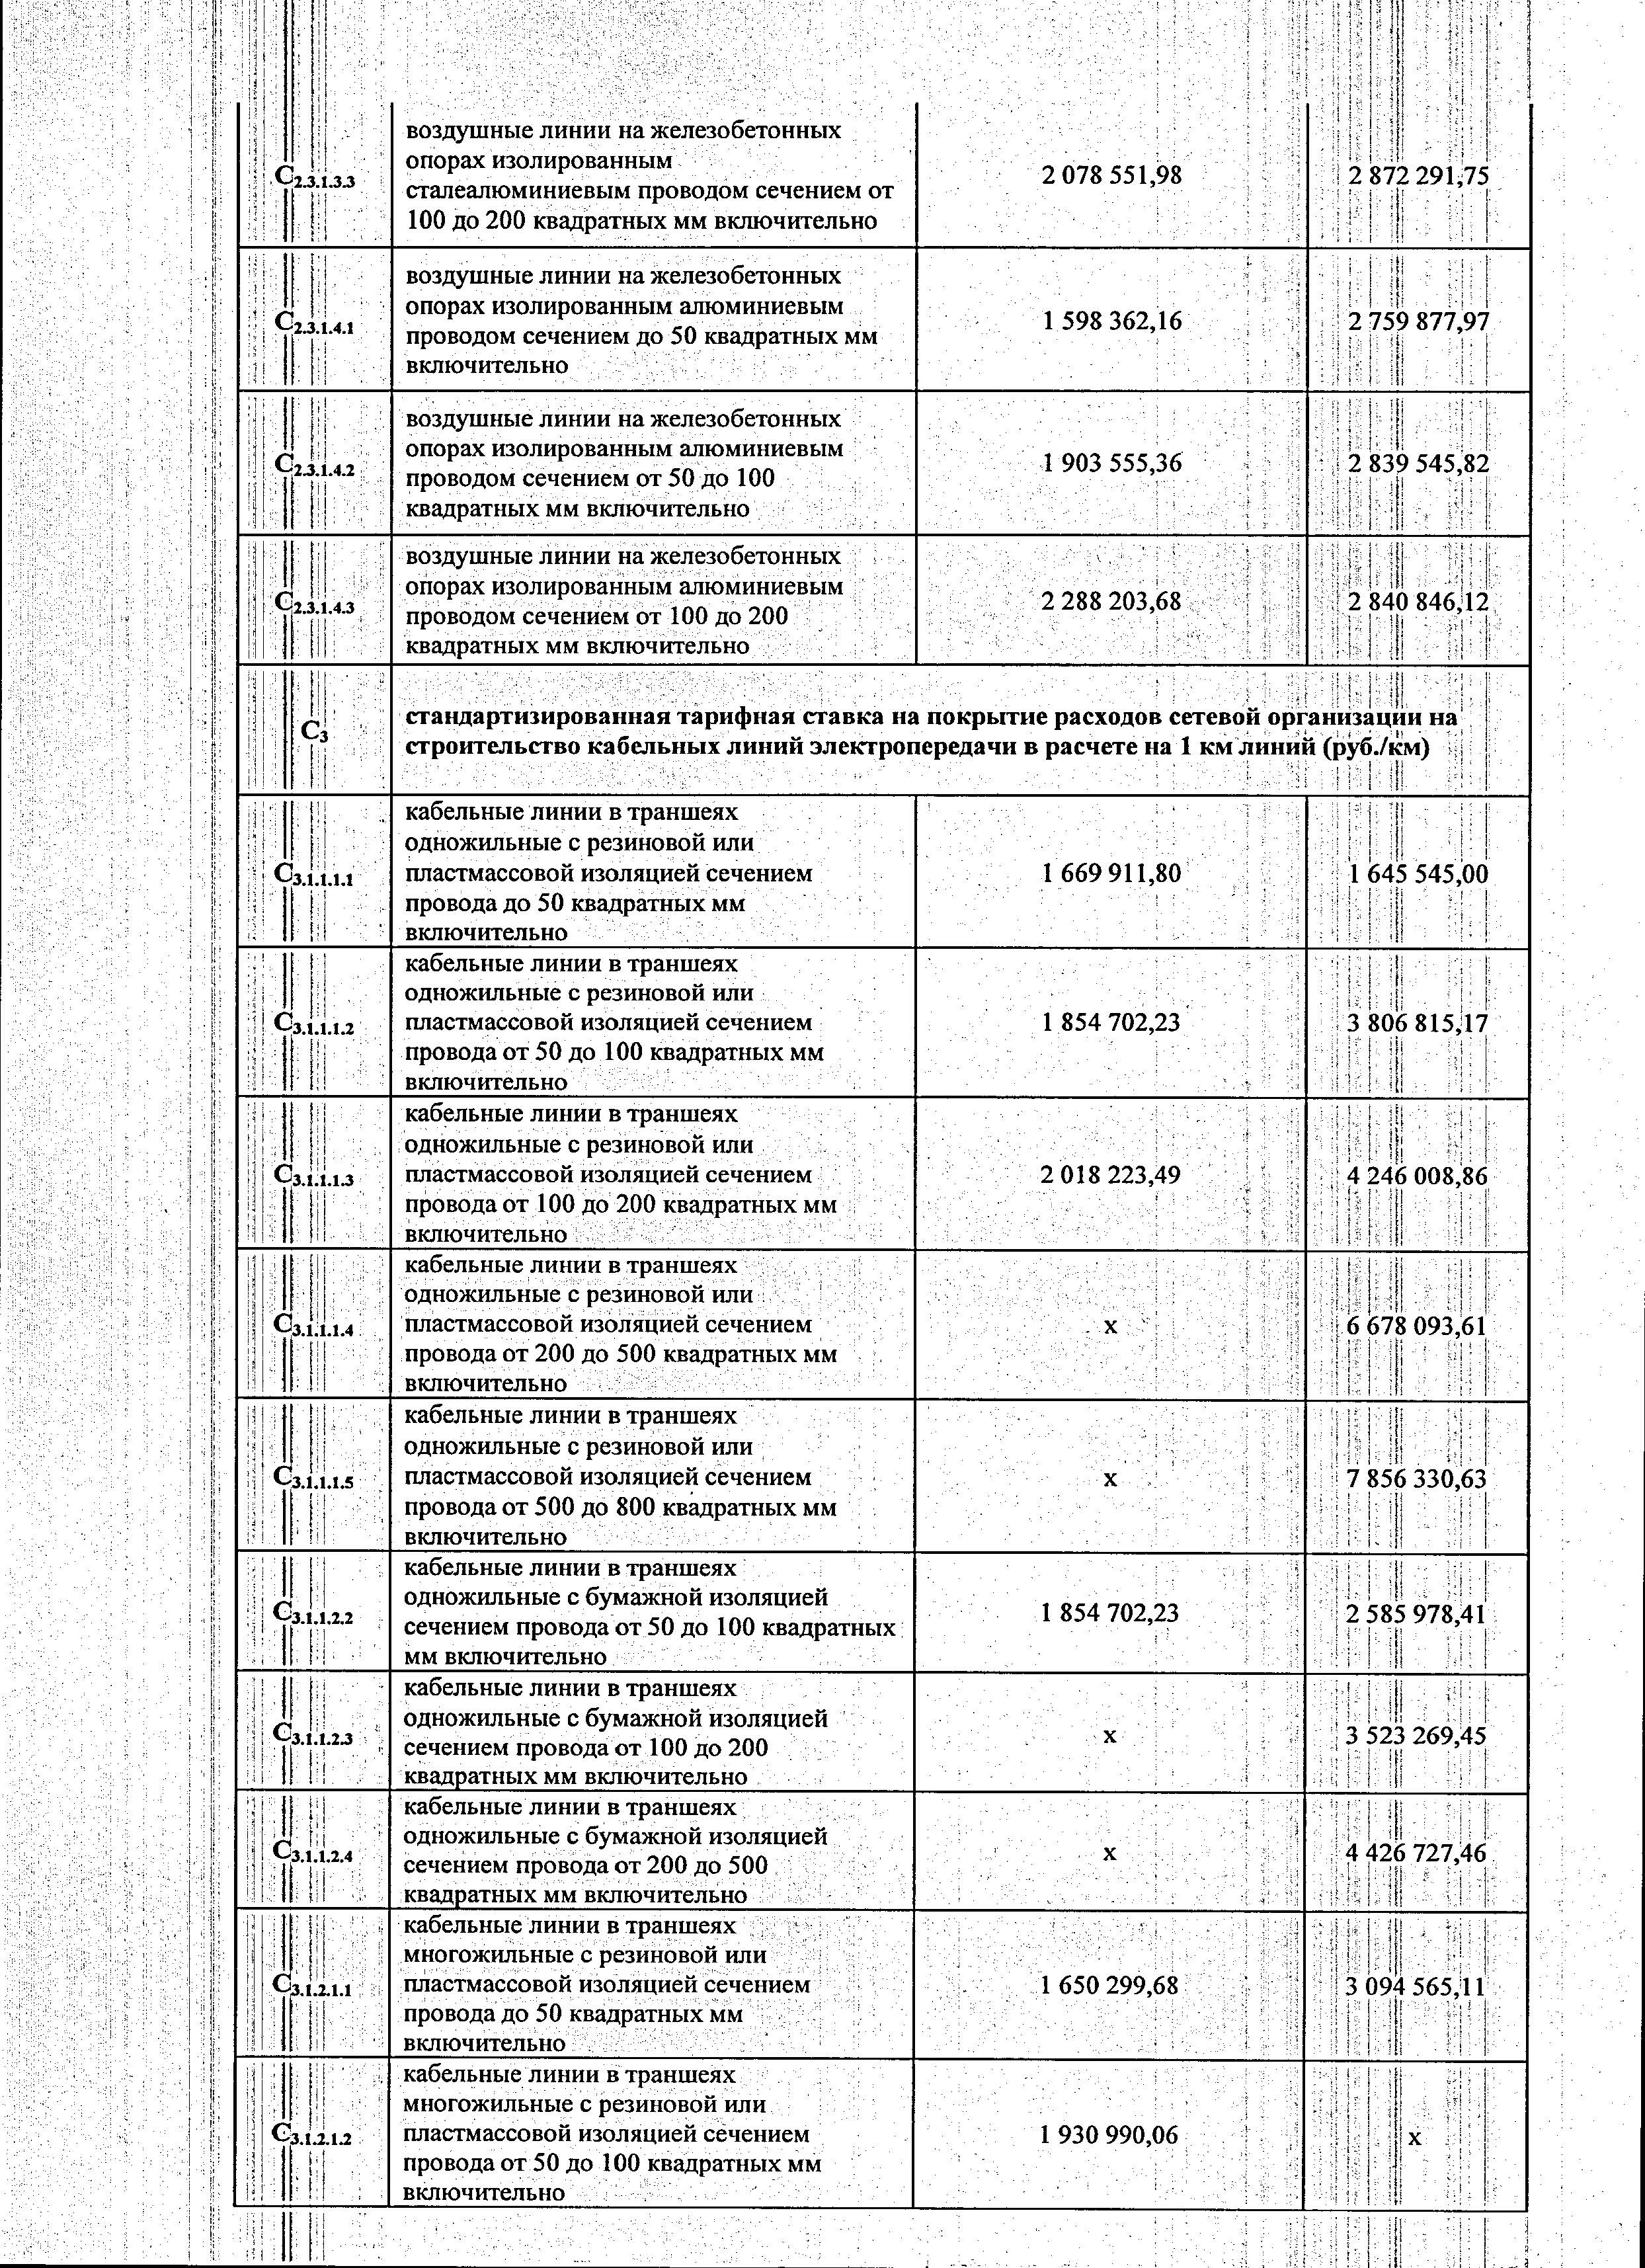 воздушные линии на железобетонных
опорах изолированным
C2.3.1.3.3
сталеалюминиевым проводом сечением от
100 до 200 квадратных мм включительно
2 078 551,98
2 872 291,75
воздушные линии на железобетонных
опорах изолированным алюминиевым
C2.3.1.4.1
проводом сечением до 50 квадратных мм
включительно
1 598 362,16
2 759 877,97
воздушные линии на железобетонных
опорах изолированным алюминиевым
C2.3.1.4.2
проводом сечением от 50 до 100
квадратных мм включительно
1 903 555,36
2 839 545,82
воздушные линии на железобетонных
опорах изолированным алюминиевым
C2.3.1.4.3
проводом сечением от 100 до 200
квадратных мм включительно
2 288 203,68
2 840 846,12
C3
стандартизированная тарифная ставка на покрытие расходов сетевой организации на
строительство кабельных линий электропередачи в расчете на 1 км линий (руб./км)
кабельные линии в траншеях
одножильные с резиновой или
C3.1.1.1.1
пластмассовой изоляцией сечением
провода до 50 квадратных мм
включительно
1 669 911,80
1 645 545,00
кабельные линии в траншеях
одножильные с резиновой или
C3.1.1.1.2
пластмассовой изоляцией сечением
провода от 50 до 100 квадратных мм
включительно
1 854 702,23
3 806 815,17
кабельные линии в траншеях
одножильные с резиновой или
C3.1.1.1.3
пластмассовой изоляцией сечением
провода от 100 до 200 квадратных мм
включительно
2 018 223,49
4 246 008,86
кабельные линии в траншеях
одножильные с резиновой или
C3.1.1.1.4
пластмассовой изоляцией сечением
провода от 200 до 500 квадратных мм
включительно
х
6 678 093,61
кабельные линии в траншеях
одножильные с резиновой или
C3.1.1.1.5
пластмассовой изоляцией сечением
провода от 500 до 800 квадратных мм
включительно
х
7 856 330,63
кабельные линии в траншеях
одножильные с бумажной изоляцией
C3.1.1.2.2
сечением провода от 50 до 100 квадратных
мм включительно
1 854 702,23
2 585 978,41
кабельные линии в траншеях
одножильные с бумажной изоляцией
C3.1.1.2.3
сечением провода от 100 до 200
квадратных мм включительно
х
3 523 269,45
кабельные линии в траншеях
одножильные с бумажной изоляцией
C3.1.1.2.4
сечением провода от 200 до 500
квадратных мм включительно
х
4 426 727,46
кабельные линии в траншеях
многожильные с резиновой или
C3.1.2.1.1
пластмассовой изоляцией сечением
провода до 50 квадратных мм
включительно
1 650 299,68
3 094 565,11
кабельные линии в траншеях
многожильные с резиновой или
C3.1.2.1.2
пластмассовой изоляцией сечением
провода от 50 до 100 квадратных мм
включительно
1 930 990,06
х